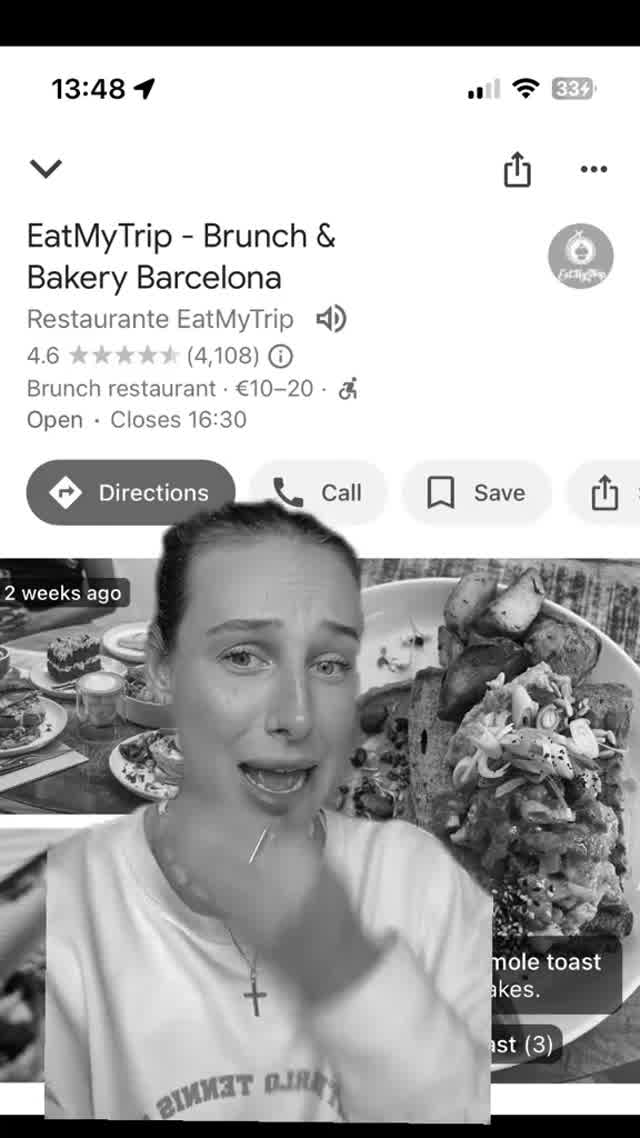 13:48
33
EatMyTrip - Brunch &
Bakery Barcelona
EatMyTrip
Restaurante EatMyTrip
4.6 (4,108)
Brunch restaurant · €10–20 ·
Open · Closes 16:30
Directions Call Save
2 weeks ago
mole toast
akes.
ast (3)
TENNIS